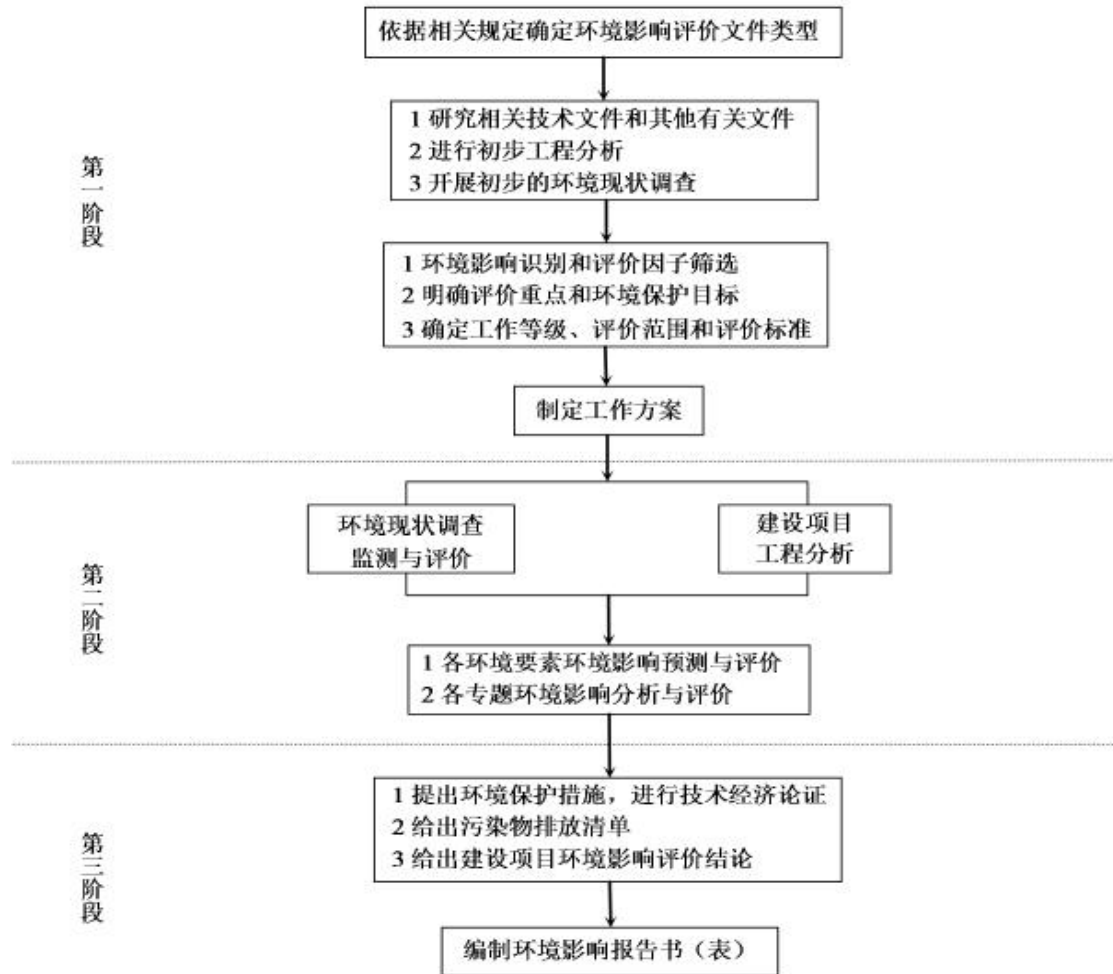 依据相关规定确定环境影响评价文件类型
第一阶段
1 研究相关技术文件和其他有关文件
2 进行初步工程分析
3 开展初步的环境现状调查
1 环境影响识别和评价因子筛选
2 明确评价重点和环境保护目标
3 确定工作等级、评价范围和评价标准
制定工作方案
第二阶段
环境现状调查
监测与评价
建设项目
工程分析
1 各环境要素环境影响预测与评价
2 各专题环境影响分析与评价
第三阶段
1 提出环境保护措施，进行技术经济论证
2 给出污染物排放清单
3 给出建设项目环境影响评价结论
编制环境影响报告书（表）